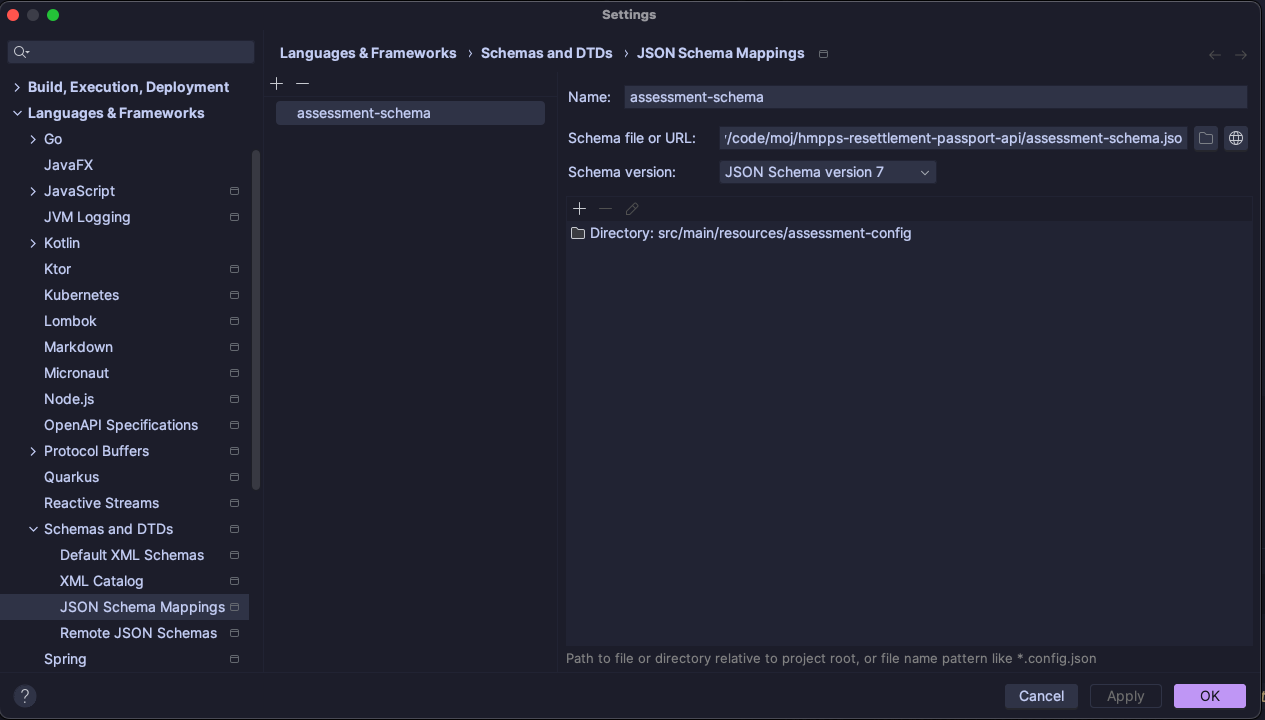 Settings
Languages & Frameworks › Schemas and DTDs › JSON Schema Mappings
Build, Execution, Deployment
Languages & Frameworks
Go
JavaFX
JavaScript
JVM Logging
Kotlin
Ktor
Kubernetes
Lombok
Markdown
Micronaut
Node.js
OpenAPI Specifications
Protocol Buffers
Quarkus
Reactive Streams
Schemas and DTDs
Default XML Schemas
XML Catalog
JSON Schema Mappings
Remote JSON Schemas
Spring
assessment-schema
Name: assessment-schema
Schema file or URL: /code/moj/hmpps-resettlement-passport-api/assessment-schema.jso
Schema version: JSON Schema version 7
Directory: src/main/resources/assessment-config
Path to file or directory relative to project root, or file name pattern like *.config.json
?
Cancel
Apply
OK